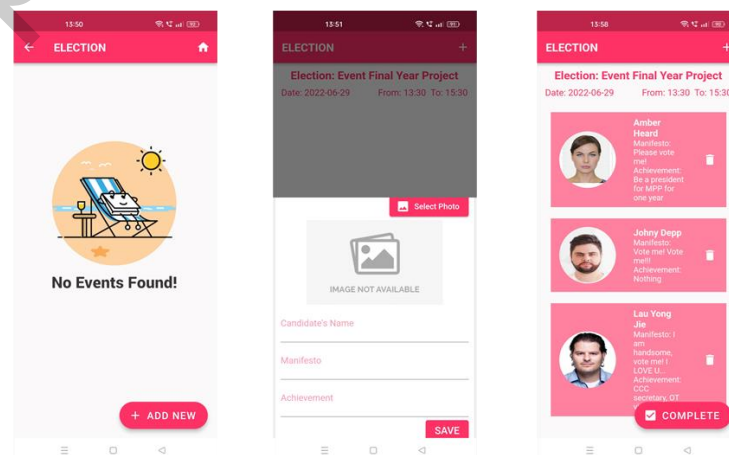 13:50
ELECTION
No Events Found!
+ ADD NEW
13:51
ELECTION +
Election: Event Final Year Project
Date: 2022-06-29 From: 13:30 To: 15:30
Select Photo
IMAGE NOT AVAILABLE
Candidate's Name
Manifesto
Achievement
SAVE
13:58
ELECTION +
Election: Event Final Year Project
Date: 2022-06-29 From: 13:30 To: 15:30
Amber
Heard
Manifesto:
Please vote
me!
Achievement:
Be a president
for MPP for
one year
Johny Depp
Manifesto:
Vote me! Vote
me!!!
Achievement:
Nothing
Lau Yong
Jie
Manifesto: I
am
handsome,
vote me! I
LOVE U...
Achievement:
CCC
secretary, OT
COMPLETE